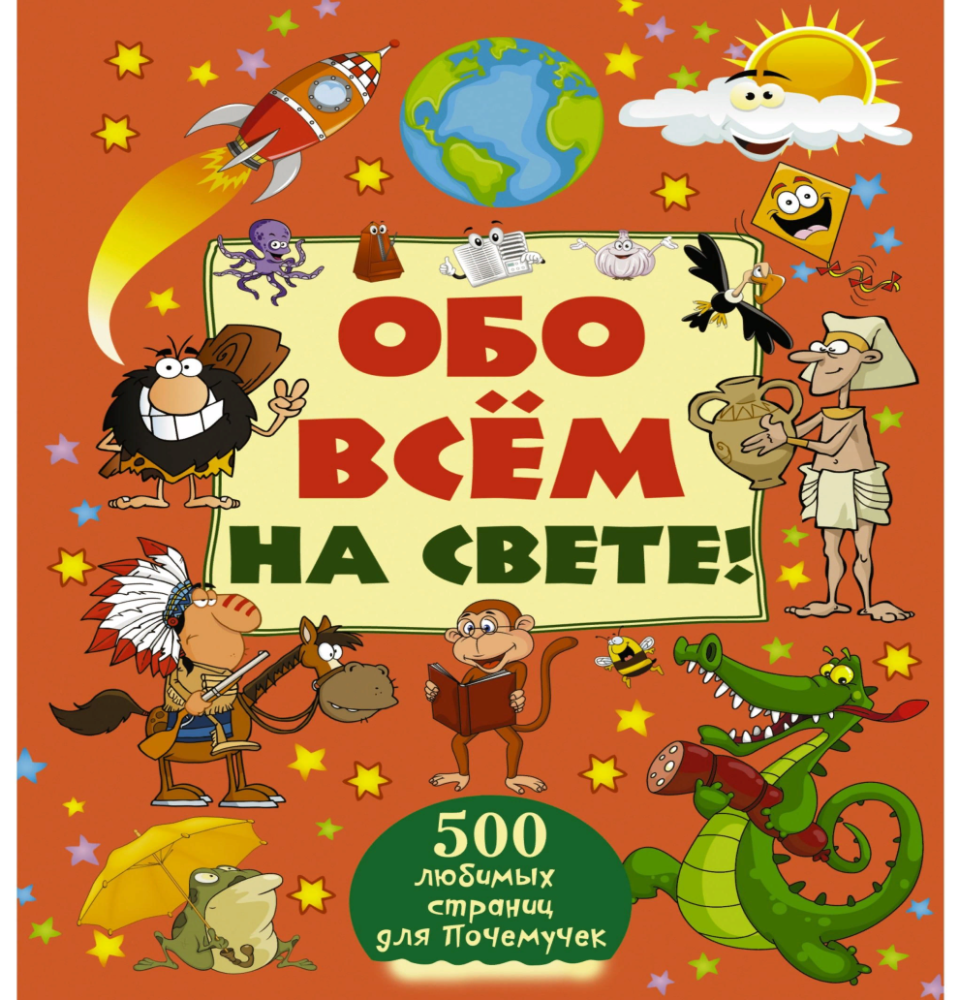 ОБО
ВСЁМ
НА СВЕТЕ!
500
любимых
страниц
для Почемучек